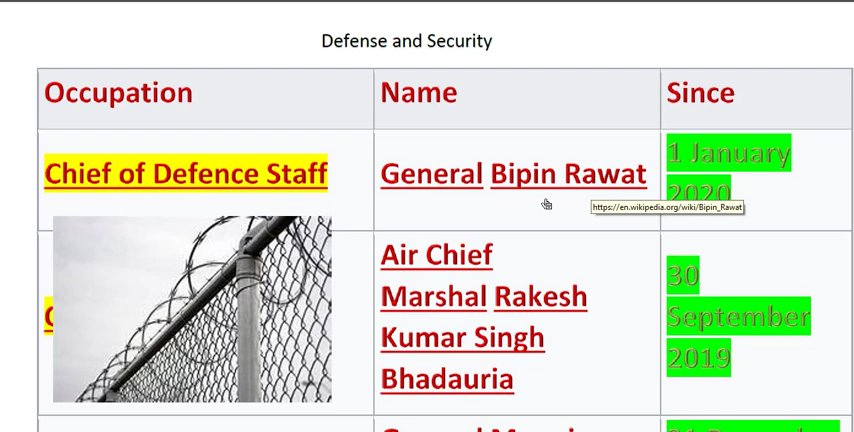 Defense and Security
Occupation Name Since
Chief of Defence Staff General Bipin Rawat 1 January
2020
https://en.wikipedia.org/wiki/Bipin_Rawat
Air Chief
Marshal Rakesh
Kumar Singh
Bhadauria
30
September
2019